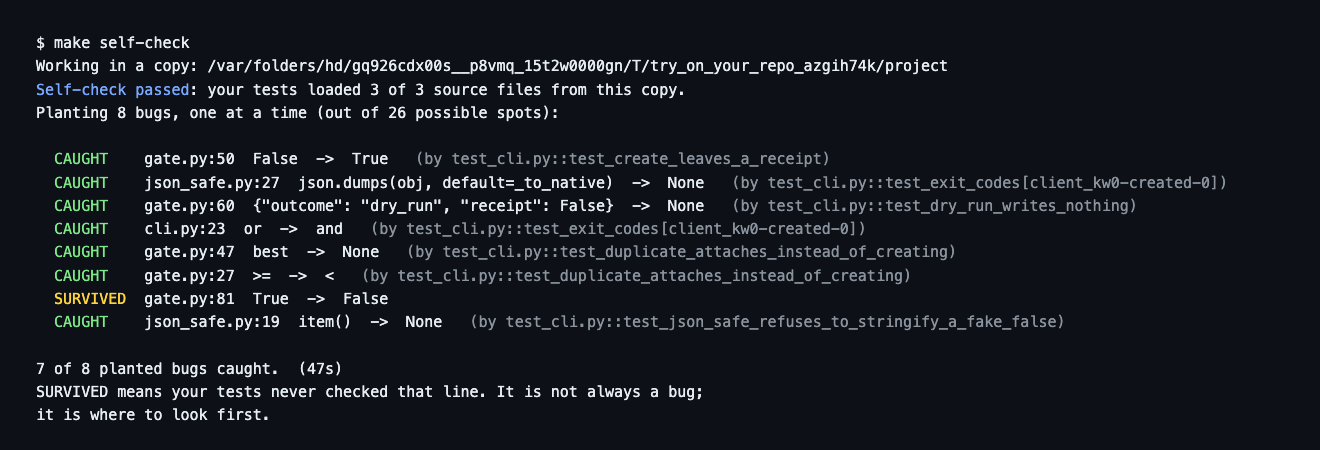 $ make self-check
Working in a copy: /var/folders/hd/gq926cdx00s__p8vmq_15t2w0000gn/T/try_on_your_repo_azgih74k/project
Self-check passed: your tests loaded 3 of 3 source files from this copy.
Planting 8 bugs, one at a time (out of 26 possible spots):
CAUGHT gate.py:50 False -> True (by test_cli.py::test_create_leaves_a_receipt)
CAUGHT json_safe.py:27 json.dumps(obj, default=_to_native) -> None (by test_cli.py::test_exit_codes[client_kw0-created-0])
CAUGHT gate.py:60 {"outcome": "dry_run", "receipt": False} -> None (by test_cli.py::test_dry_run_writes_nothing)
CAUGHT cli.py:23 or -> and (by test_cli.py::test_exit_codes[client_kw0-created-0])
CAUGHT gate.py:47 best -> None (by test_cli.py::test_duplicate_attaches_instead_of_creating)
CAUGHT gate.py:27 >= -> < (by test_cli.py::test_duplicate_attaches_instead_of_creating)
SURVIVED gate.py:81 True -> False
CAUGHT json_safe.py:19 item() -> None (by test_cli.py::test_json_safe_refuses_to_stringify_a_fake_false)
7 of 8 planted bugs caught. (47s)
SURVIVED means your tests never checked that line. It is not always a bug;
it is where to look first.